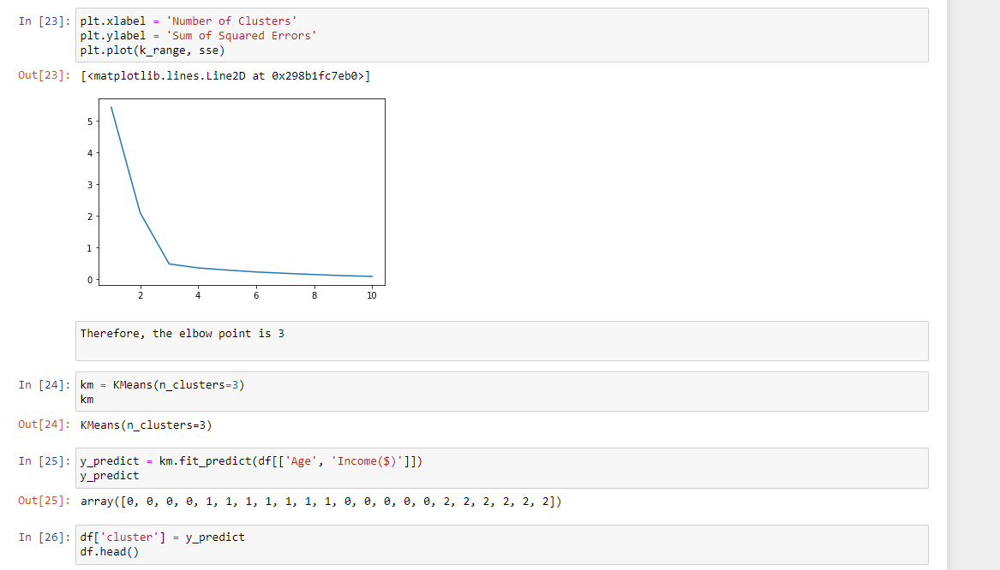 In [23]: plt.xlabel = 'Number of Clusters'
plt.ylabel = 'Sum of Squared Errors'
plt.plot(k_range, sse)
Out[23]: [<matplotlib.lines.Line2D at 0x298b1fc7eb0>]
5
4
3
2
1
0
2 4 6 8 10
Therefore, the elbow point is 3
In [24]: km = KMeans(n_clusters=3)
km
Out[24]: KMeans(n_clusters=3)
In [25]: y_predict = km.fit_predict(df[['Age', 'Income($)']])
y_predict
Out[25]: array([0, 0, 0, 0, 1, 1, 1, 1, 1, 1, 1, 0, 0, 0, 0, 0, 2, 2, 2, 2, 2, 2])
In [26]: df['cluster'] = y_predict
df.head()